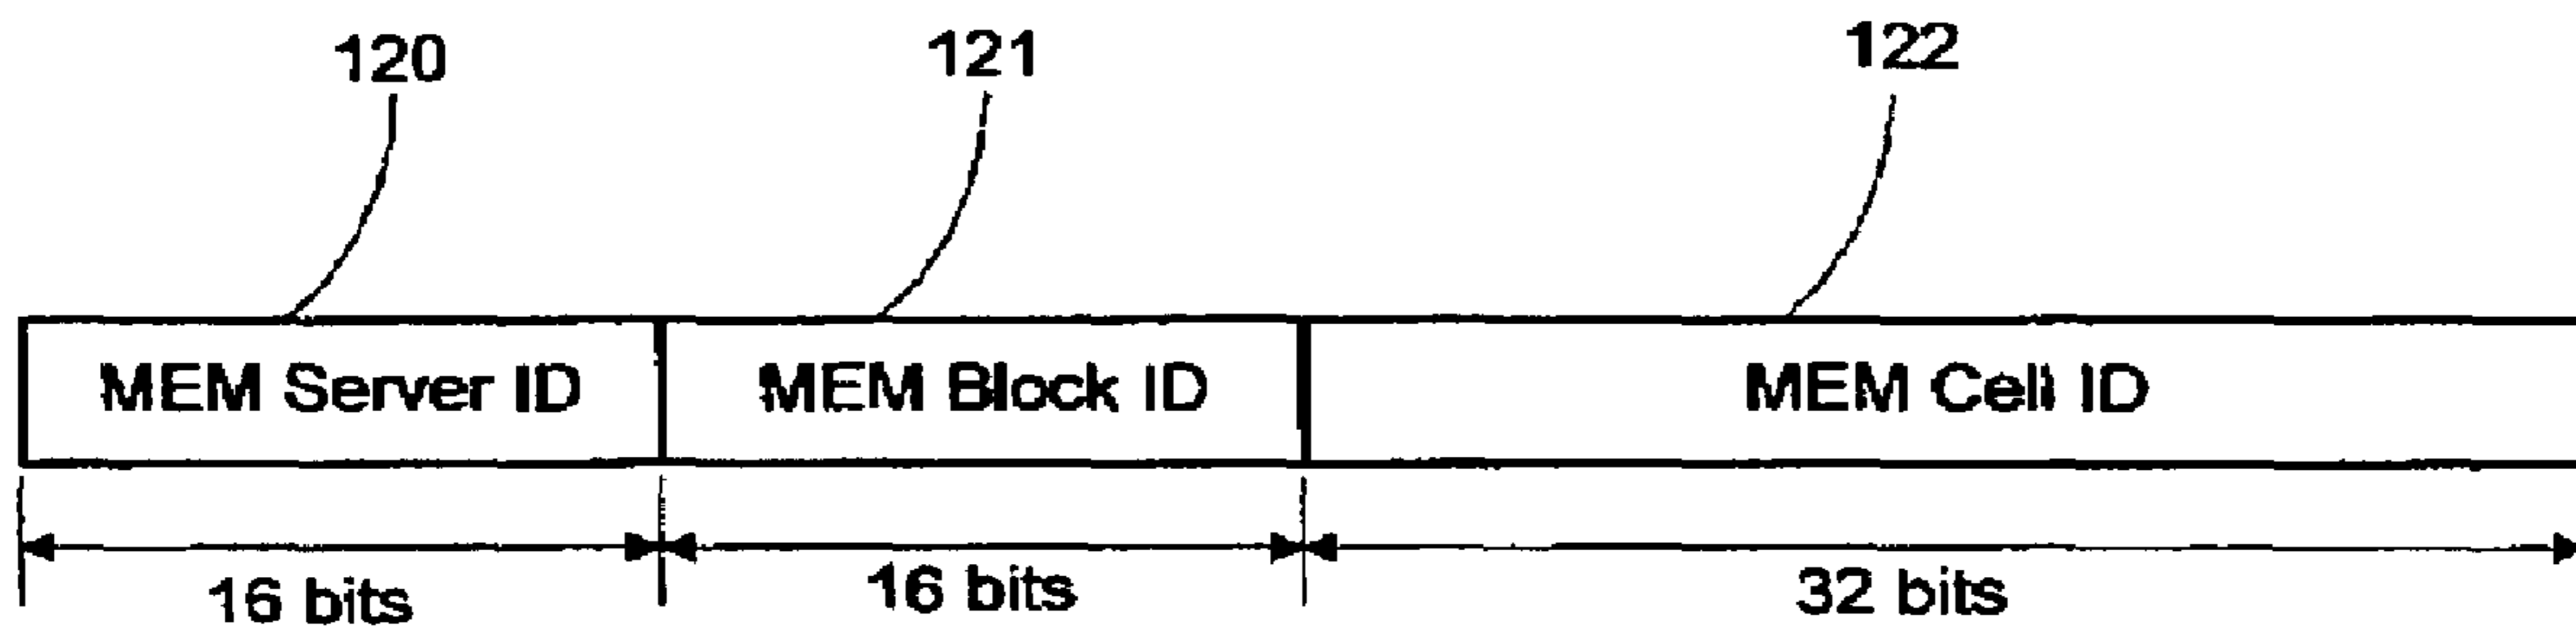 120 121 122
MEM Server ID MEM Block ID MEM Cell ID
16 bits 16 bits 32 bits